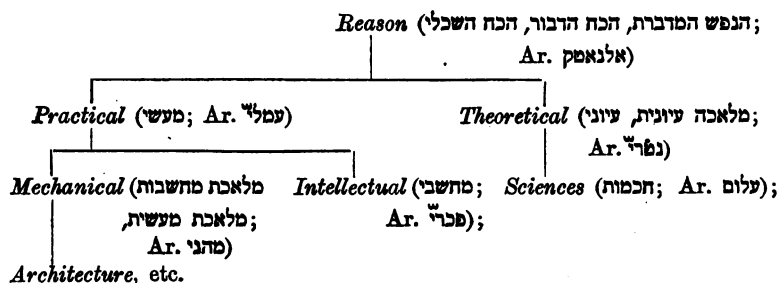 Reason (הנפש המדברת, הכח הדבור, הכח השכלי;
Ar. אלנאטק)
Practical (מעשי; Ar. עמלי) Theoretical (מלאכה עיונית, עיוני;
Ar. נטרי)
Mechanical (מלאכת מחשבות Intellectual (מחשבי; Sciences (חכמות; Ar. עלום);
מלאכת מעשית, Ar. פכרי);
Ar. מהני)
Architecture, etc.